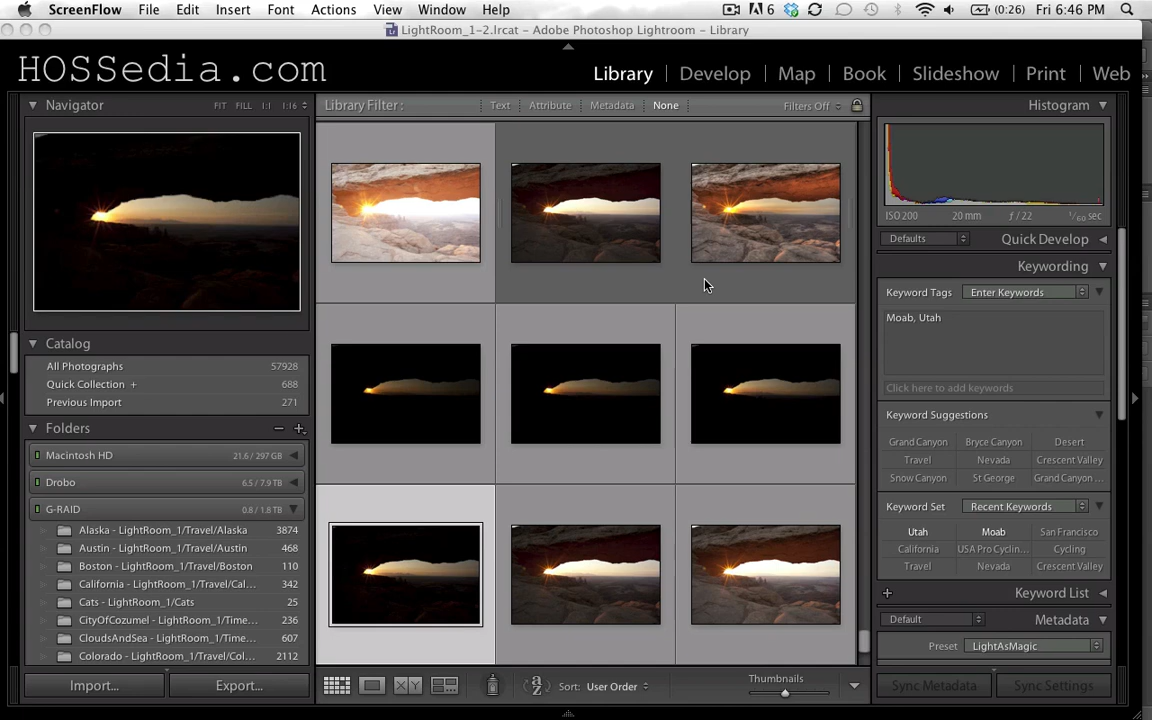 ScreenFlow File Edit Insert Font Actions View Window Help 6 (0:26) Fri 6:46 PM
LightRoom_1-2.lrcat – Adobe Photoshop Lightroom – Library
HOSSedia.com Library Develop Map Book Slideshow Print Web
Navigator FIT FILL 1:1 1:16
Library Filter: Text Attribute Metadata None Filters Off
Histogram
ISO 200 20 mm ƒ / 22 1/60 sec
Defaults Quick Develop
Keywording
Keyword Tags Enter Keywords
Moab, Utah
Click here to add keywords
Keyword Suggestions
Grand Canyon Bryce Canyon Desert
Travel Nevada Crescent Valley
Snow Canyon St George Grand Canyon ...
Keyword Set Recent Keywords
Utah Moab San Francisco
California USA Pro Cyclin... Cycling
Travel Nevada Crescent Valley
Keyword List
Default Metadata
Preset LightAsMagic
Sync Metadata Sync Settings
Catalog
All Photographs 57928
Quick Collection + 688
Previous Import 271
Folders
Macintosh HD 21.6 / 297 GB
Drobo 6.5 / 7.9 TB
G-RAID 0.8 / 1.8 TB
Alaska - LightRoom_1/Travel/Alaska 3874
Austin - LightRoom_1/Travel/Austin 468
Boston - LightRoom_1/Travel/Boston 110
California - LightRoom_1/Travel/Cal... 342
Cats - LightRoom_1/Cats 25
CityOfCozumel - LightRoom_1/Time... 236
CloudsAndSea - LightRoom_1/Time... 607
Colorado - LightRoom_1/Travel/Col... 2112
Import... Export...
Sort: User Order Thumbnails